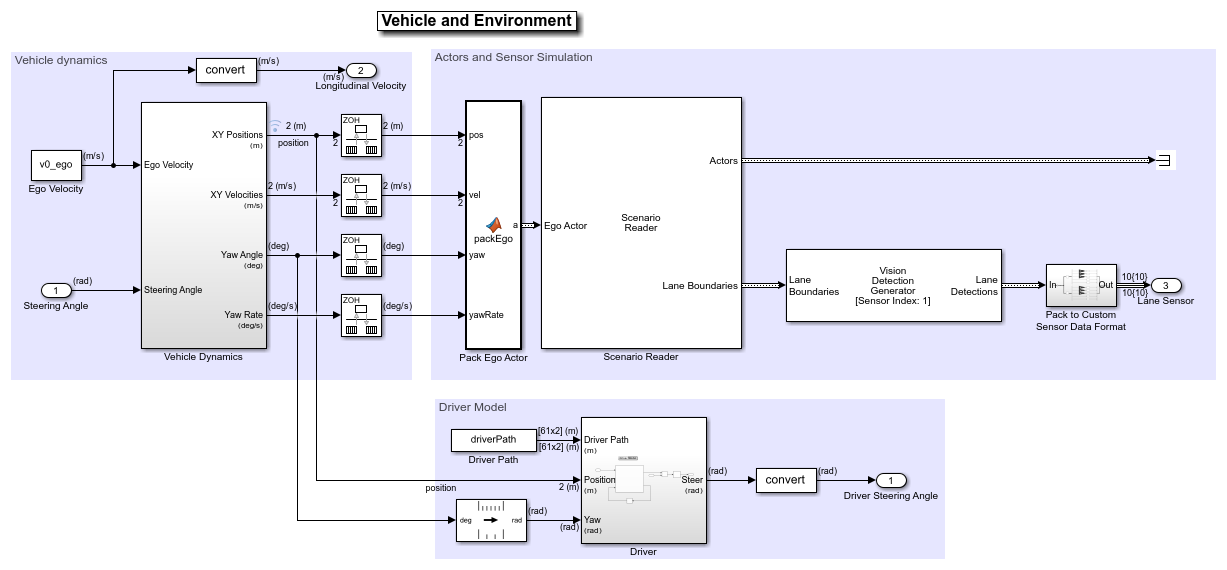 Vehicle and Environment
Vehicle dynamics
convert
(m/s)
(m/s)
2
Longitudinal Velocity
v0_ego
(m/s)
Ego Velocity
1
(rad)
Steering Angle
Ego Velocity
Steering Angle
XY Positions
(m)
XY Velocities
(m/s)
Yaw Angle
(deg)
Yaw Rate
(deg/s)
Vehicle Dynamics
2 (m)
position
2
ZOH
2 (m)
2
2 (m/s)
2
ZOH
2 (m/s)
2
(deg)
ZOH
(deg)
(deg/s)
ZOH
(deg/s)
Actors and Sensor Simulation
pos
vel
yaw
yawRate
packEgo
a
Pack Ego Actor
Ego Actor
Scenario
Reader
Actors
Lane Boundaries
Scenario Reader
Lane
Boundaries
Vision
Detection
Generator
[Sensor Index: 1]
Lane
Detections
In
Out
Pack to Custom
Sensor Data Format
10{10}
10{10}
3
Lane Sensor
Driver Model
driverPath
Driver Path
[61x2] (m)
[61x2] (m)
position
2 (m)
deg
rad
(rad)
(rad)
Driver Path
(m)
Position
(m)
Yaw
(rad)
Steer
(rad)
Driver
(rad)
convert
(rad)
1
Driver Steering Angle